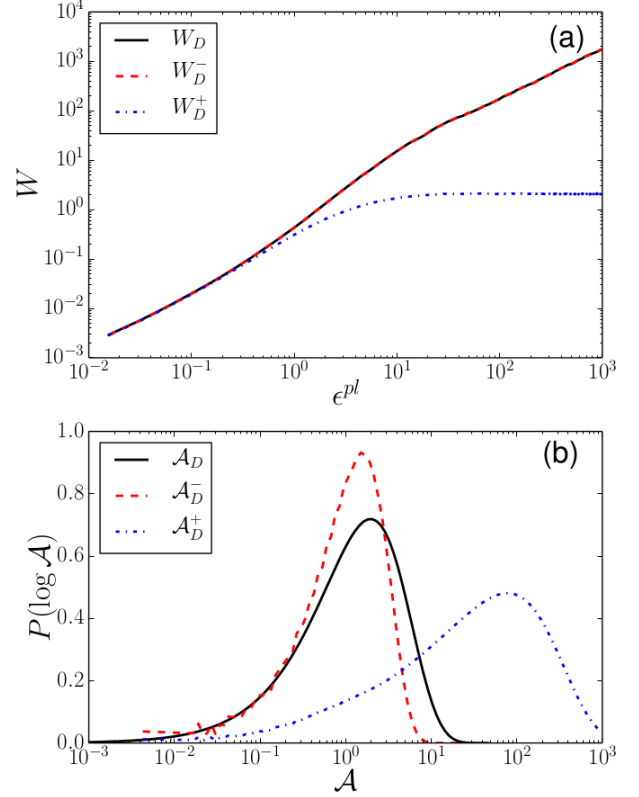 (a)
W_D
W_D^-
W_D^+
W
10^4
10^3
10^2
10^1
10^0
10^{-1}
10^{-2}
10^{-3}
10^{-2} 10^{-1} 10^0 10^1 10^2 10^3
ϵ^{pl}
(b)
𝒜_D
𝒜_D^-
𝒜_D^+
P(log 𝒜)
1.0
0.8
0.6
0.4
0.2
0.0
10^{-3} 10^{-2} 10^{-1} 10^0 10^1 10^2 10^3
𝒜